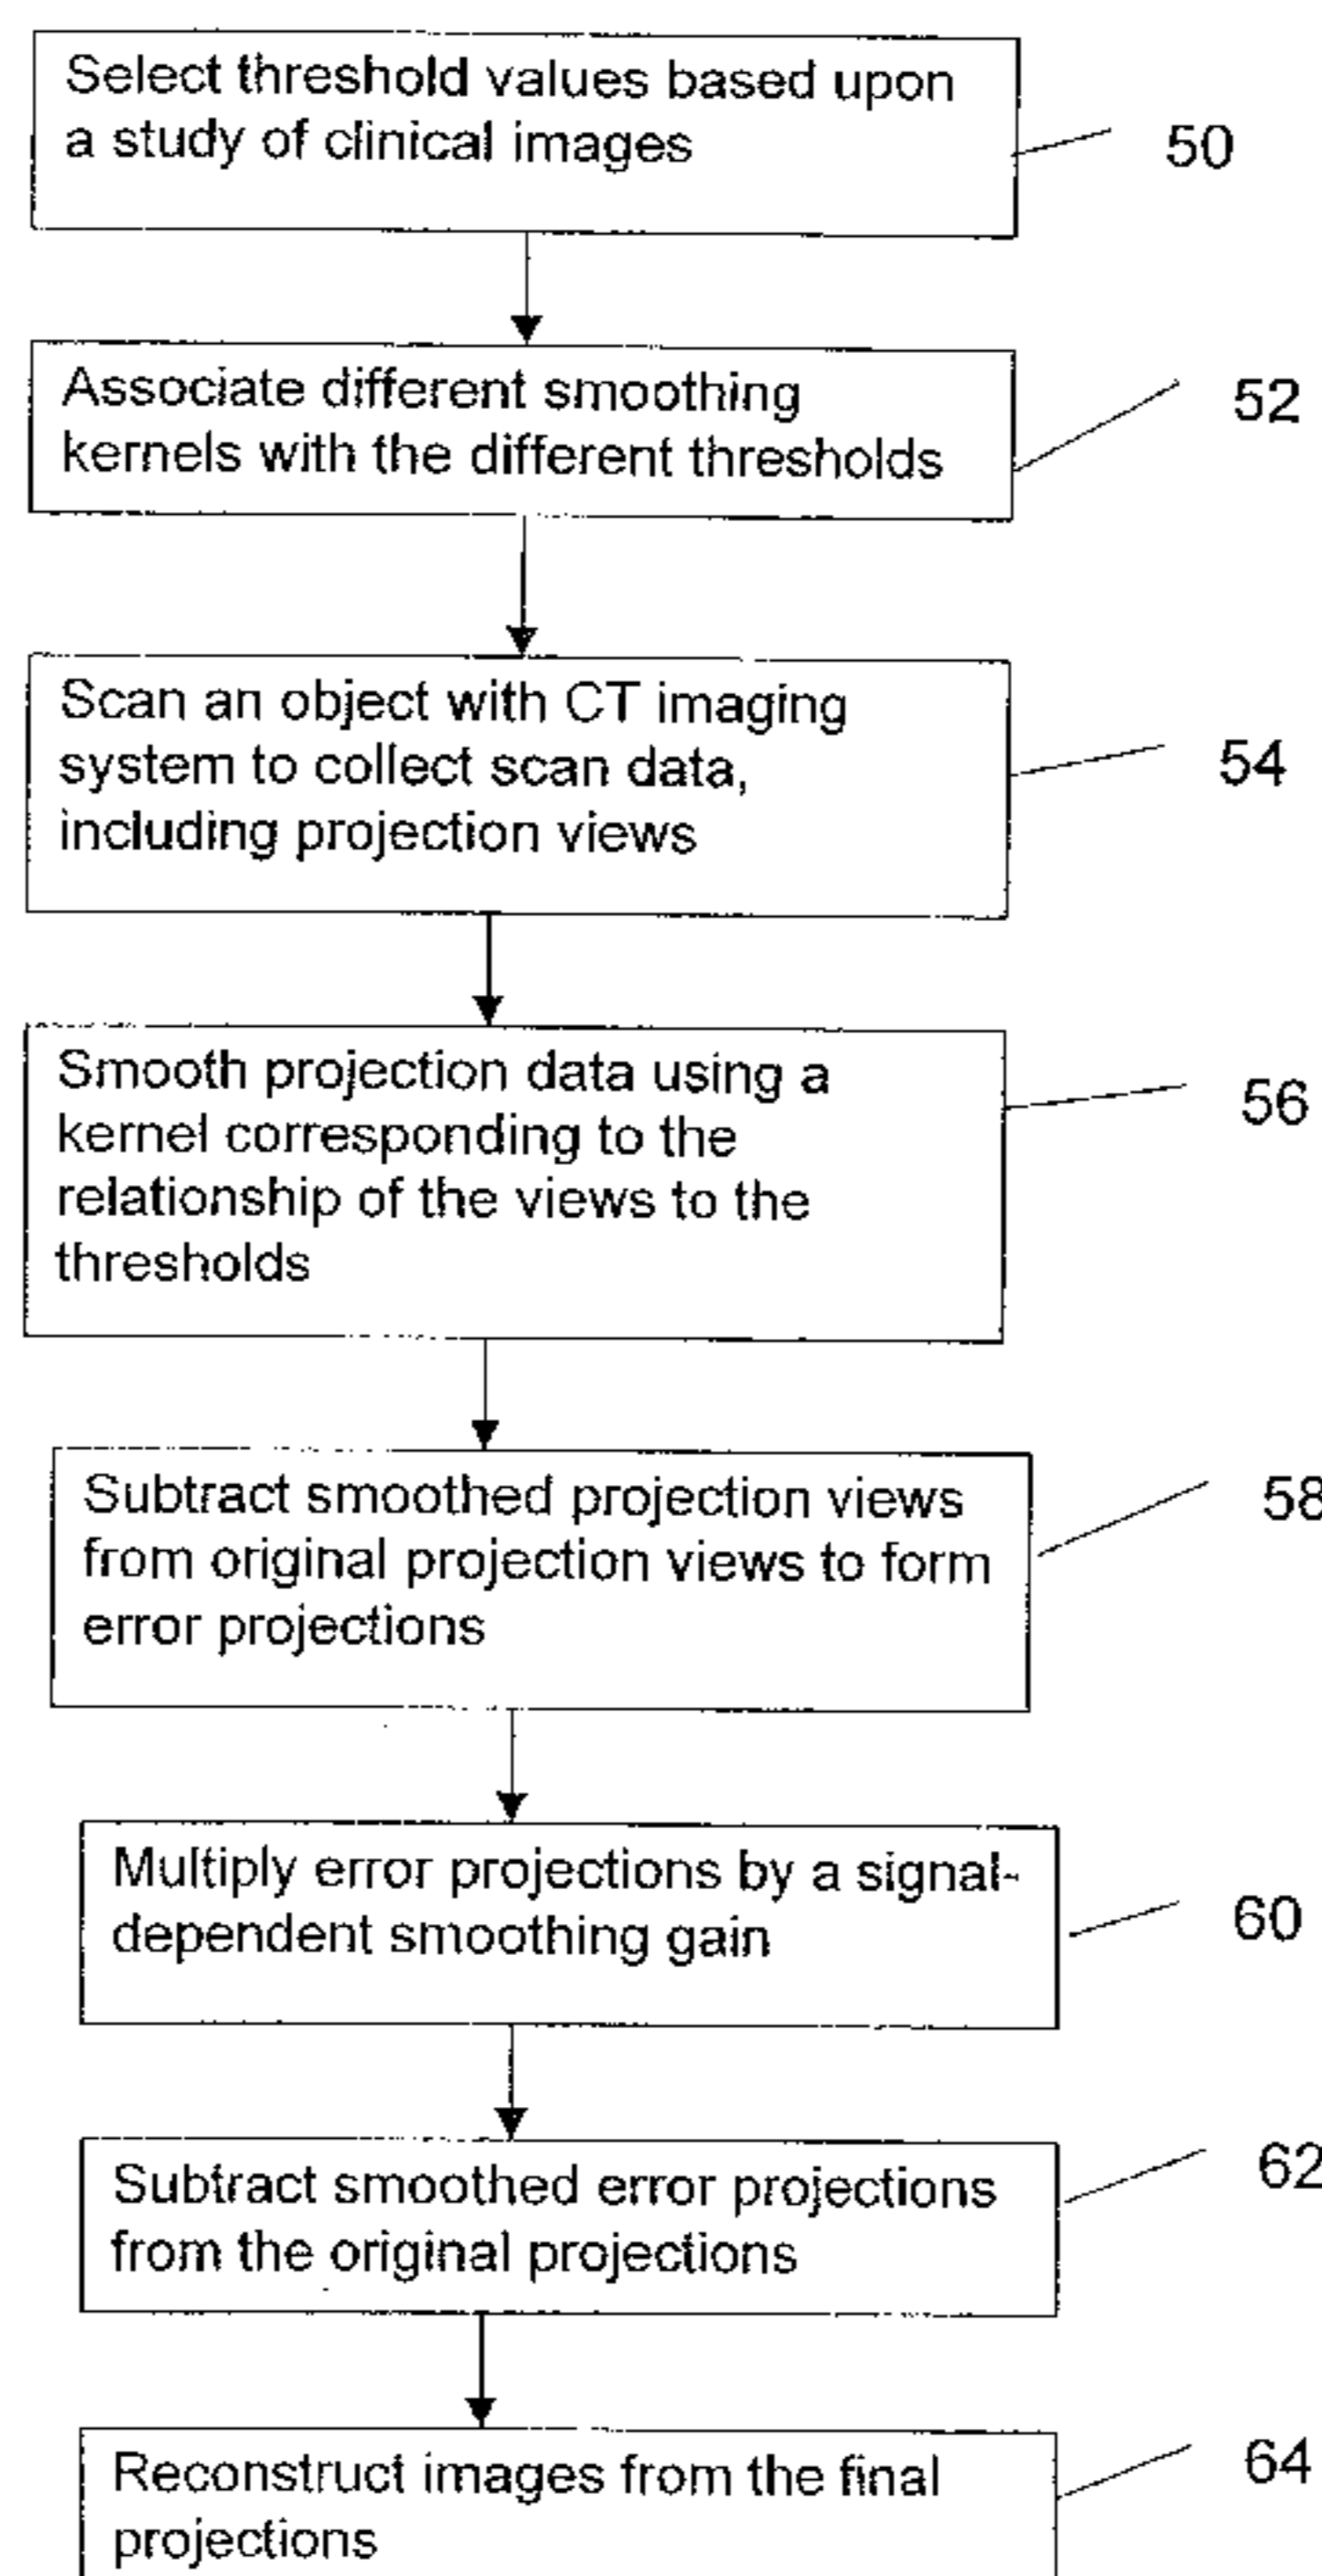 Select threshold values based upon
a study of clinical images
50
Associate different smoothing
kernels with the different thresholds
52
Scan an object with CT imaging
system to collect scan data,
including projection views
54
Smooth projection data using a
kernel corresponding to the
relationship of the views to the
thresholds
56
Subtract smoothed projection views
from original projection views to form
error projections
58
Multiply error projections by a signal-
dependent smoothing gain
60
Subtract smoothed error projections
from the original projections
62
Reconstruct images from the final
projections
64